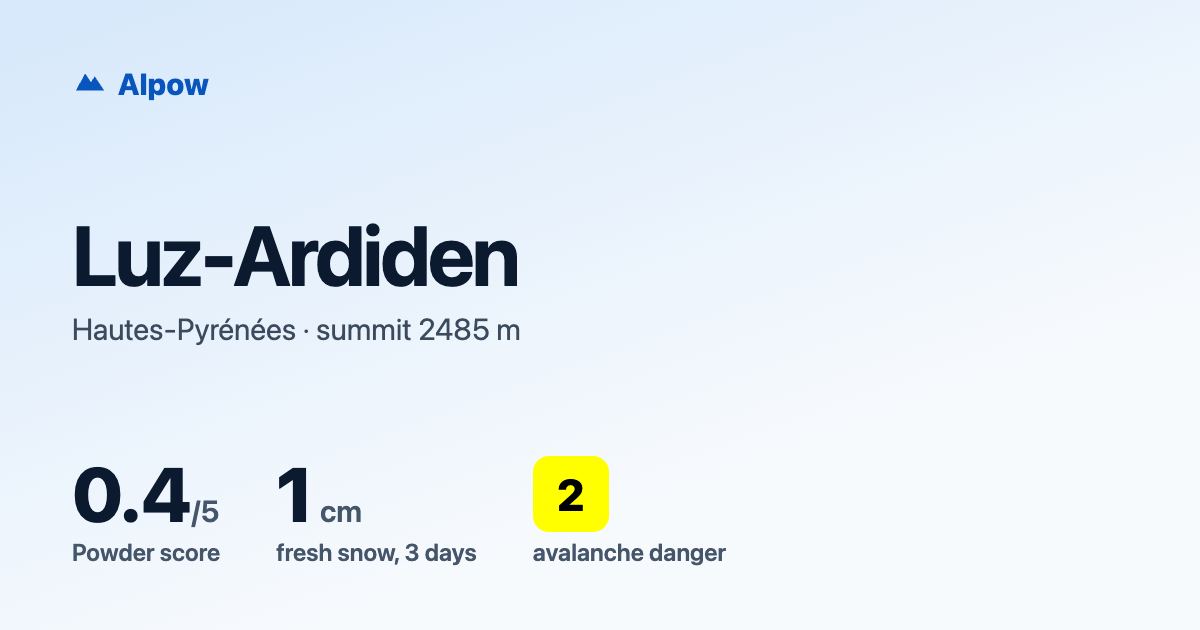 Alpow
Luz-Ardiden
Hautes-Pyrénées · summit 2485 m
0.4/5
Powder score
1 cm
fresh snow, 3 days
2
avalanche danger